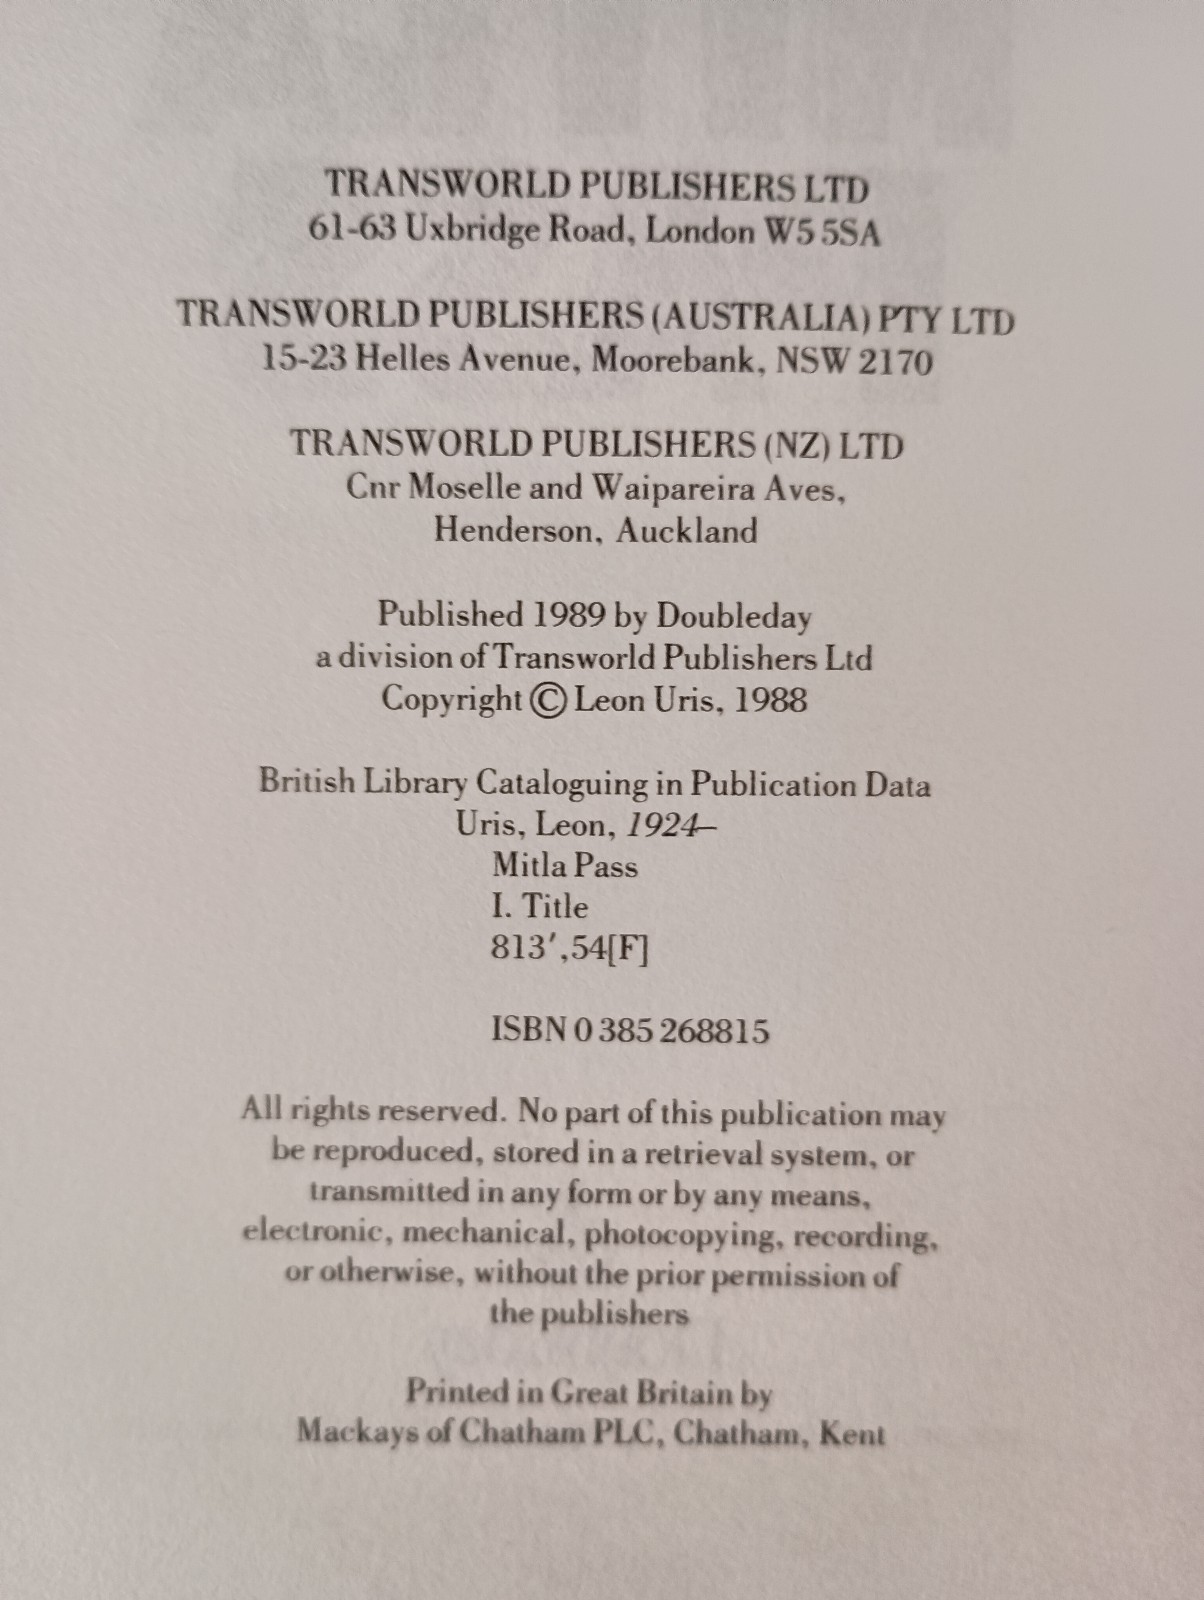 TRANSWORLD PUBLISHERS LTD
61-63 Uxbridge Road, London W5 5SA
TRANSWORLD PUBLISHERS (AUSTRALIA) PTY LTD
15-23 Helles Avenue, Moorebank, NSW 2170
TRANSWORLD PUBLISHERS (NZ) LTD
Cnr Moselle and Waipareira Aves,
Henderson, Auckland
Published 1989 by Doubleday
a division of Transworld Publishers Ltd
Copyright © Leon Uris, 1988
British Library Cataloguing in Publication Data
Uris, Leon, 1924–
Mitla Pass
I. Title
813′,54[F]
ISBN 0 385 268815
All rights reserved. No part of this publication may
be reproduced, stored in a retrieval system, or
transmitted in any form or by any means,
electronic, mechanical, photocopying, recording,
or otherwise, without the prior permission of
the publishers
Printed in Great Britain by
Mackays of Chatham PLC, Chatham, Kent